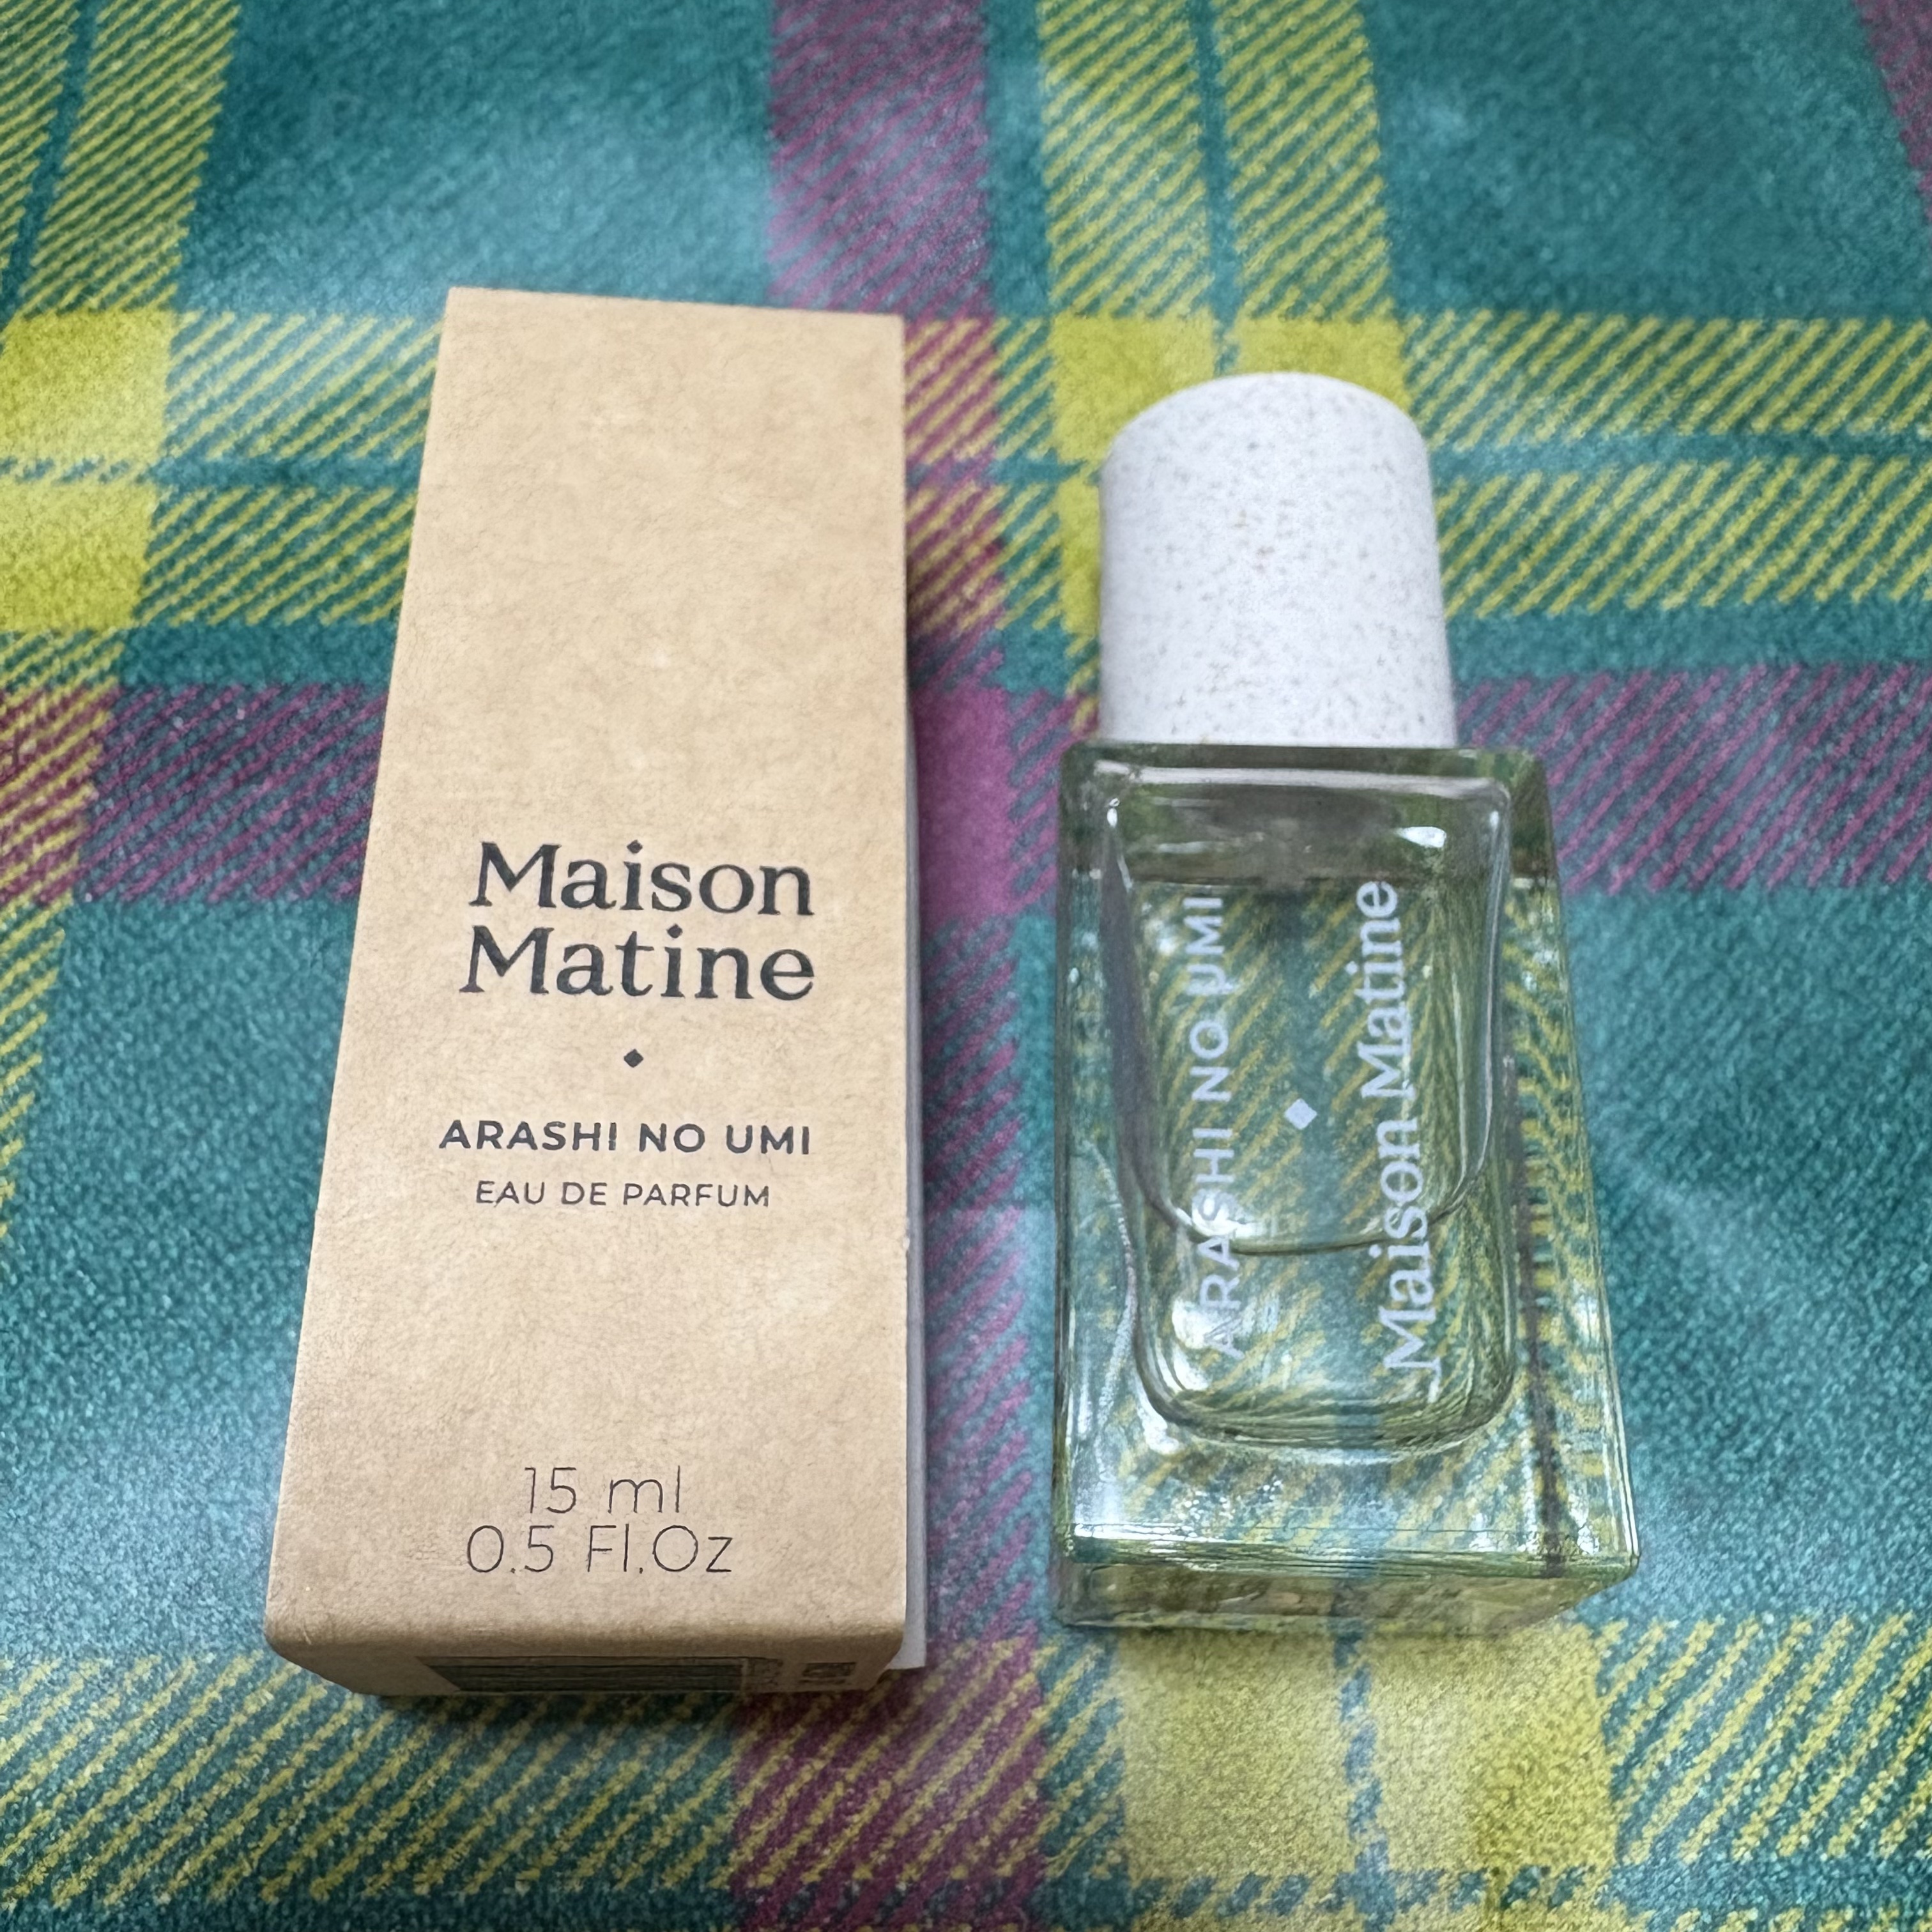 Maison
Matine
ARASHI NO UMI
EAU DE PARFUM
15 ml
0.5 Fl.Oz
ARASHI NO UMI
Maison Matine